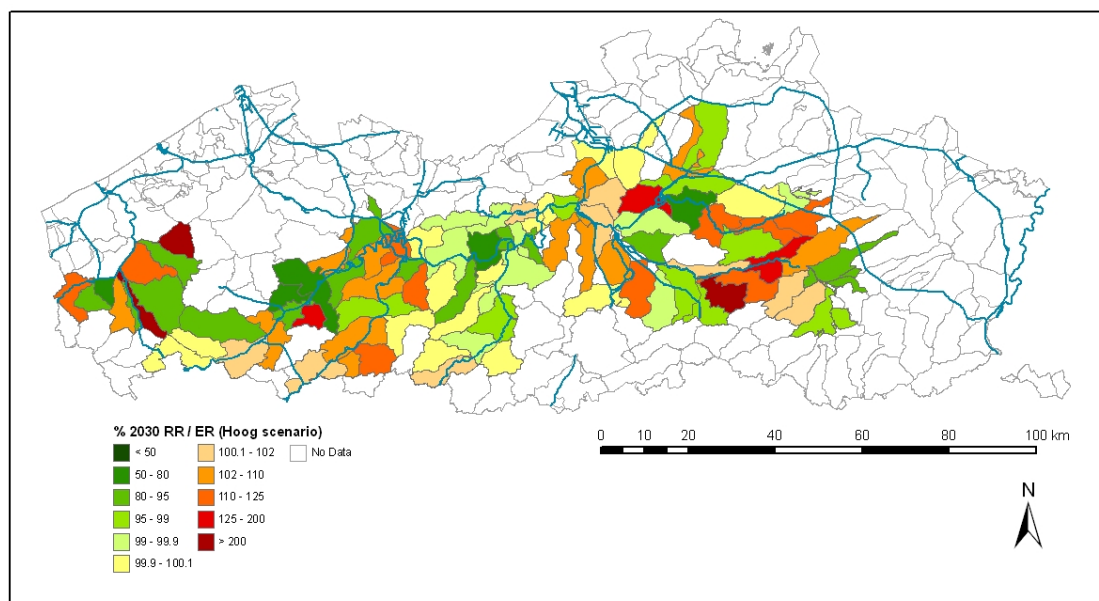 % 2030 RR / ER (Hoog scenario)
< 50
50 - 80
80 - 95
95 - 99
99 - 99.9
99.9 - 100.1
100.1 - 102
102 - 110
110 - 125
125 - 200
> 200
No Data
0 10 20 40 60 80 100 km
N